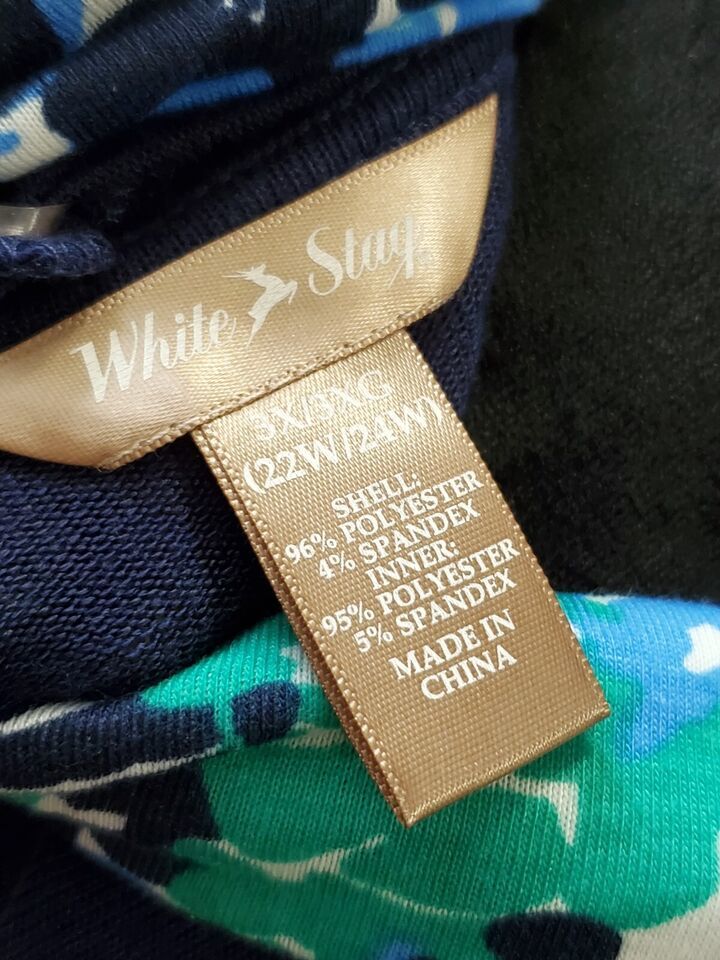 White Stag
3X/3XG
(22W/24W)
SHELL:
96% POLYESTER
4% SPANDEX
INNER:
95% POLYESTER
5% SPANDEX
MADE IN
CHINA